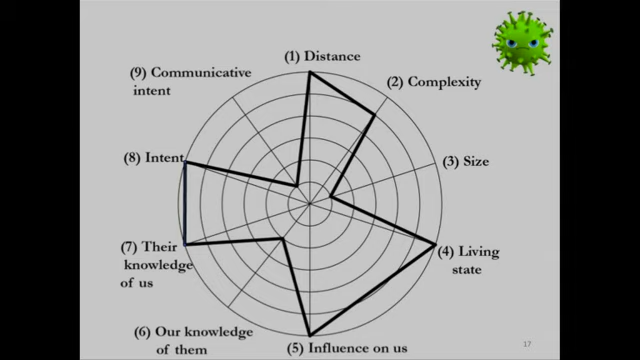 (1) Distance
(2) Complexity
(3) Size
(4) Living
state
(5) Influence on us
(6) Our knowledge
of them
(7) Their
knowledge
of us
(8) Intent
(9) Communicative
intent
17